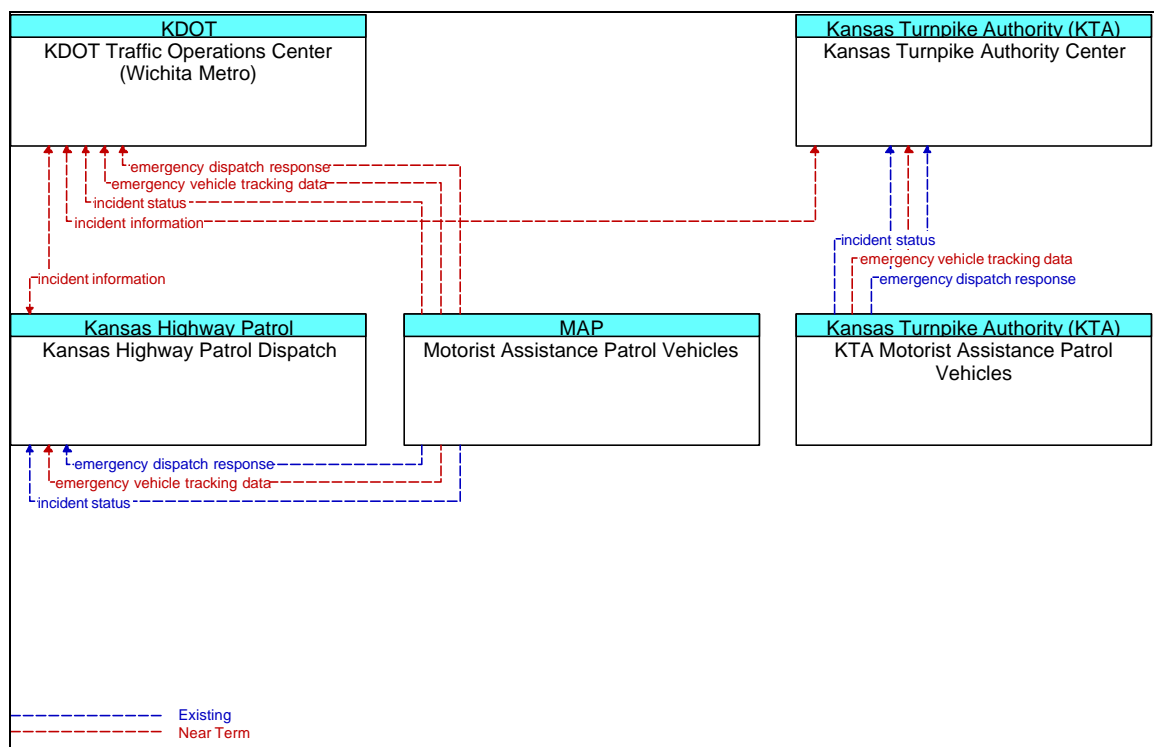 KDOT
KDOT Traffic Operations Center
(Wichita Metro)
Kansas Turnpike Authority (KTA)
Kansas Turnpike Authority Center
emergency dispatch response
emergency vehicle tracking data
incident status
incident information
incident status
emergency vehicle tracking data
emergency dispatch response
incident information
Kansas Highway Patrol
Kansas Highway Patrol Dispatch
MAP
Motorist Assistance Patrol Vehicles
Kansas Turnpike Authority (KTA)
KTA Motorist Assistance Patrol
Vehicles
emergency dispatch response
emergency vehicle tracking data
incident status
Existing
Near Term